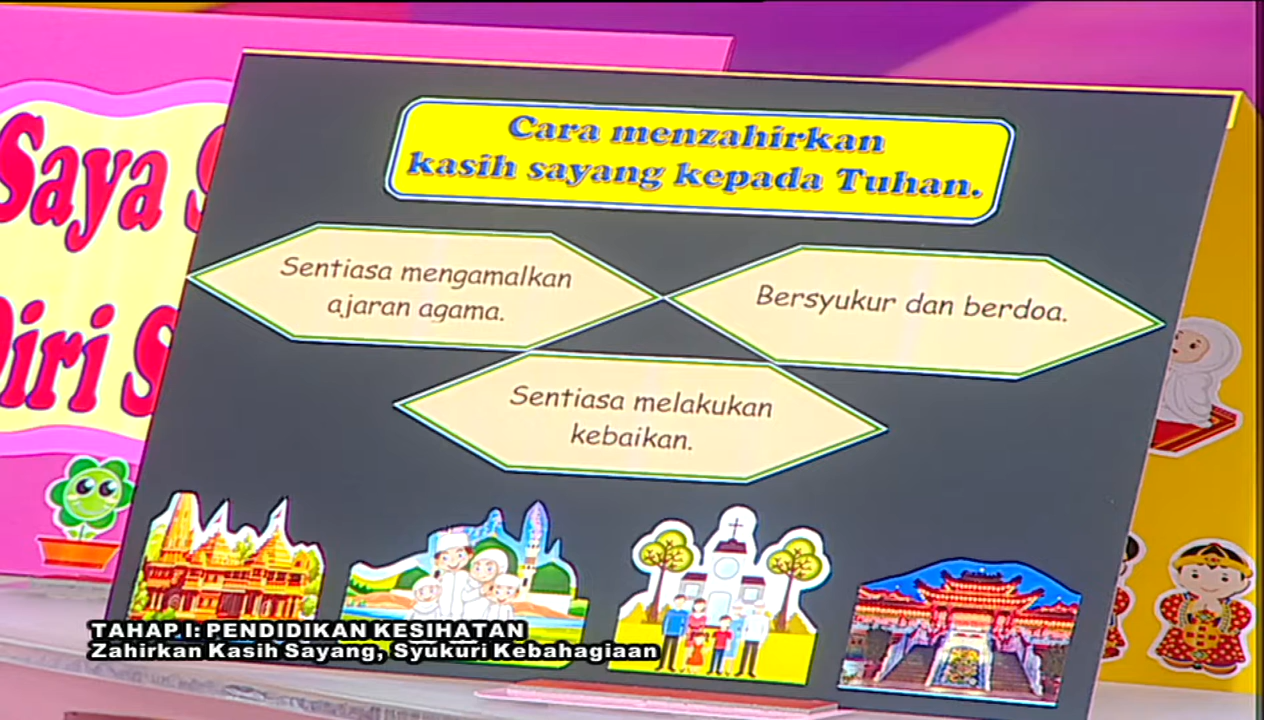 Saya
Diri
Cara menzahirkan
kasih sayang kepada Tuhan.
Sentiasa mengamalkan
ajaran agama.
Bersyukur dan berdoa.
Sentiasa melakukan
kebaikan.
TAHAP I: PENDIDIKAN KESIHATAN
Zahirkan Kasih Sayang, Syukuri Kebahagiaan